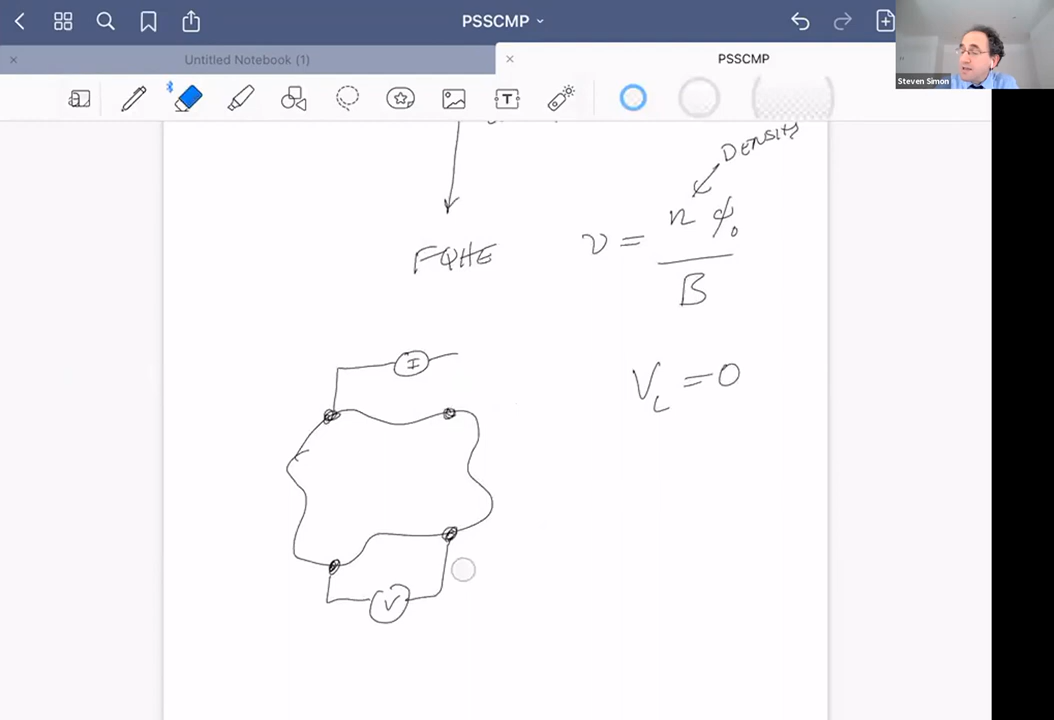 PSSCMP
Untitled Notebook (1)
PSSCMP
Steven Simon
DENSITY
FQHE
ν = n ϕ₀ / B
I
V_L = 0
V